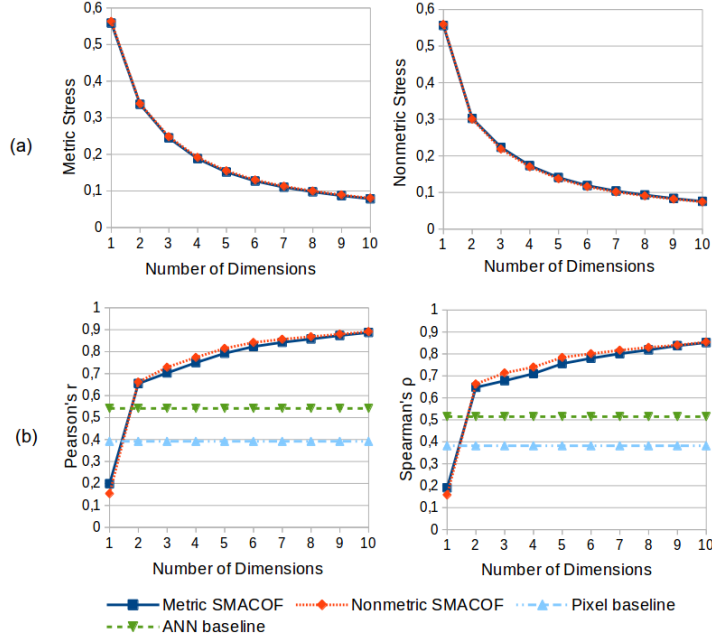 (a)
Metric Stress
0,6
0,5
0,4
0,3
0,2
0,1
0
1 2 3 4 5 6 7 8 9 10
Number of Dimensions
Nonmetric Stress
0,6
0,5
0,4
0,3
0,2
0,1
0
1 2 3 4 5 6 7 8 9 10
Number of Dimensions
(b)
Pearson's r
1
0,9
0,8
0,7
0,6
0,5
0,4
0,3
0,2
0,1
0
1 2 3 4 5 6 7 8 9 10
Number of Dimensions
Spearman's ρ
1
0,9
0,8
0,7
0,6
0,5
0,4
0,3
0,2
0,1
0
1 2 3 4 5 6 7 8 9 10
Number of Dimensions
Metric SMACOF Nonmetric SMACOF Pixel baseline
ANN baseline